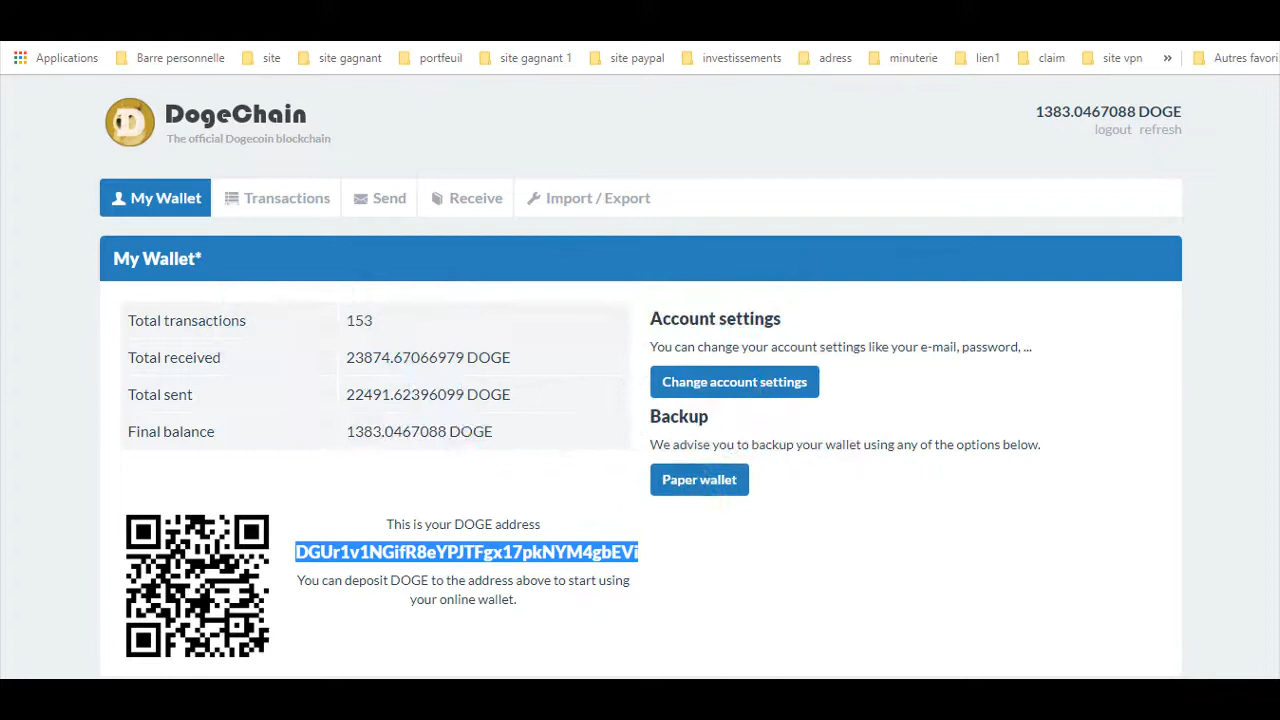 Applications Barre personnelle site site gagnant portfeuil site gagnant 1 site paypal investissements adress minuterie lien1 claim site vpn » Autres favori
DogeChain
The official Dogecoin blockchain
1383.0467088 DOGE
logout refresh
My Wallet Transactions Send Receive Import / Export
My Wallet*
Total transactions 153
Total received 23874.67066979 DOGE
Total sent 22491.62396099 DOGE
Final balance 1383.0467088 DOGE
Account settings
You can change your account settings like your e-mail, password, ...
Change account settings
Backup
We advise you to backup your wallet using any of the options below.
Paper wallet
This is your DOGE address
DGUr1v1NGifR8eYPJTFgx17pkNYM4gbEVi
You can deposit DOGE to the address above to start using
your online wallet.